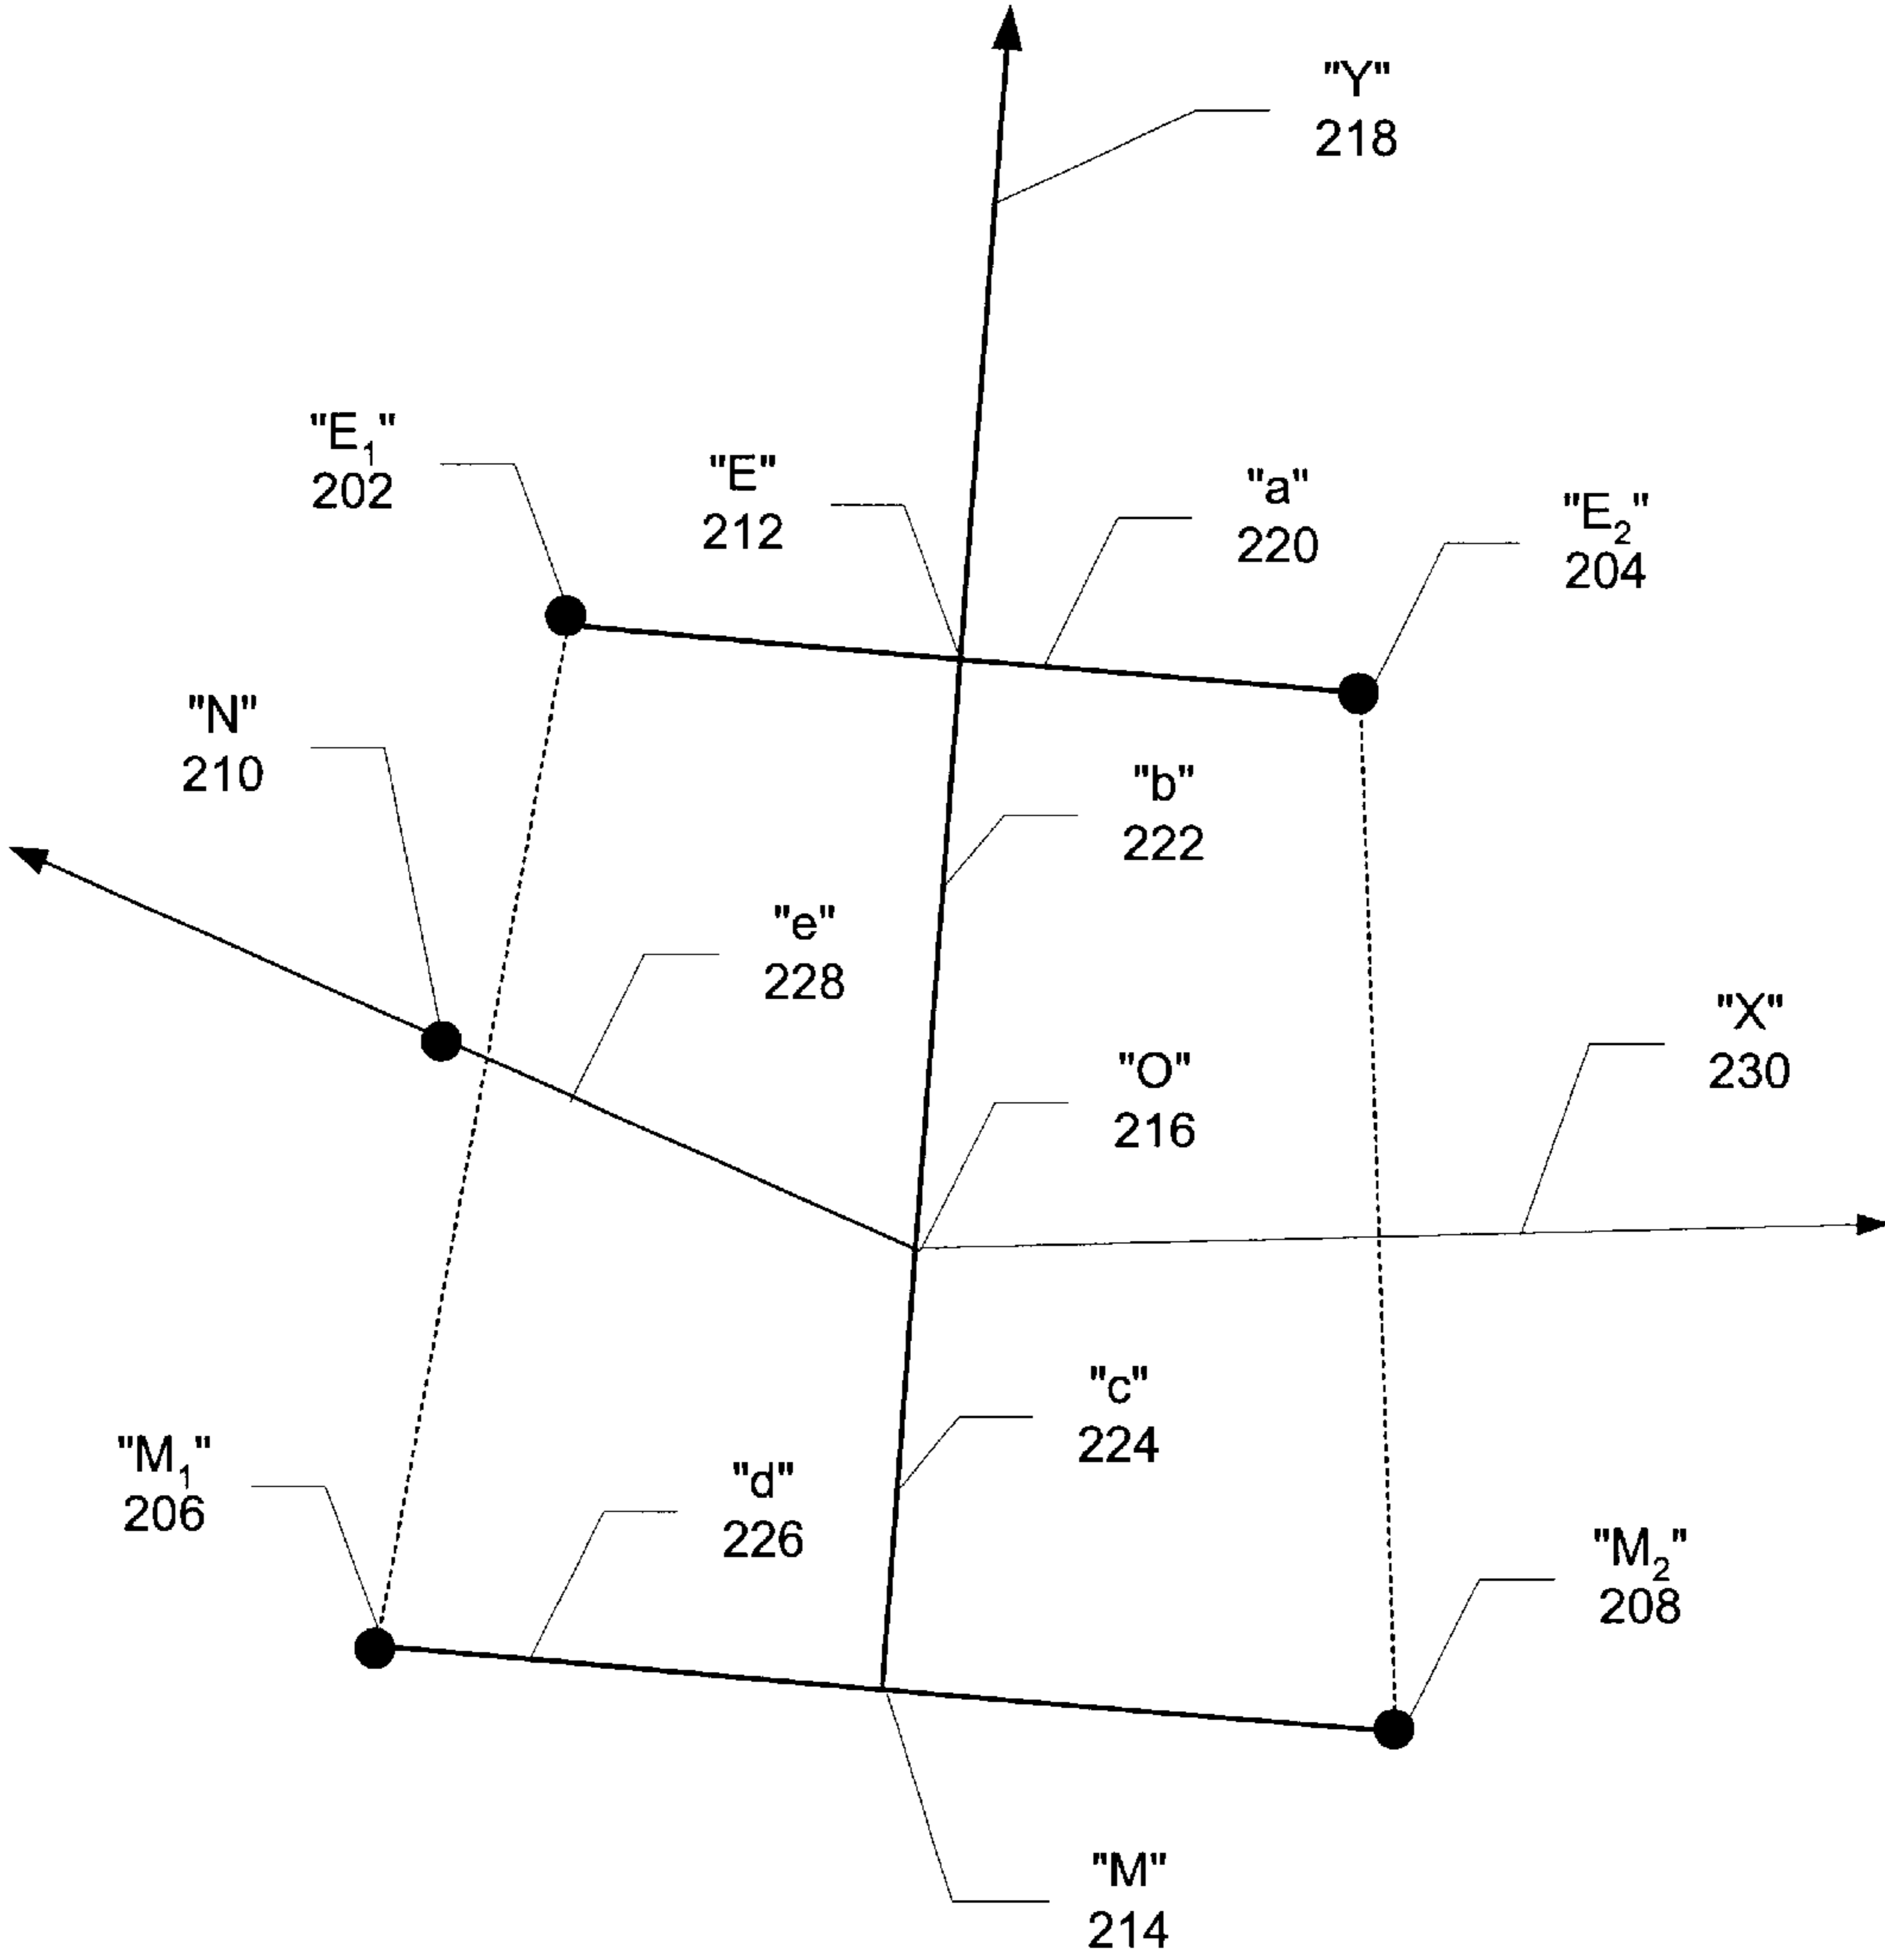 "Y"
218
"E₁"
202
"E"
212
"a"
220
"E₂"
204
"N"
210
"b"
222
"e"
228
"O"
216
"X"
230
"c"
224
"M₁"
206
"d"
226
"M₂"
208
"M"
214